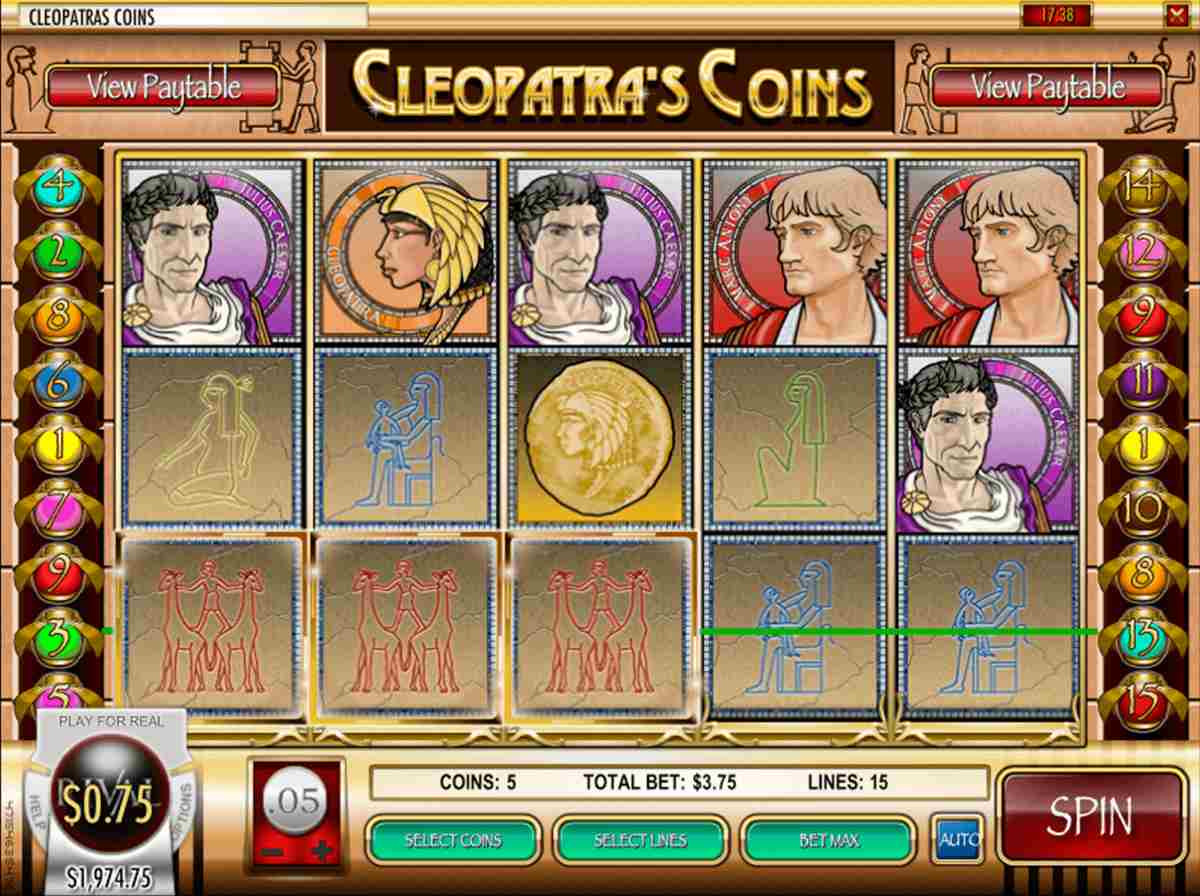 CLEOPATRAS COINS
17:38
View Paytable
CLEOPATRA'S COINS
View Paytable
JULIUS CAESAR
CLEOPATRA
JULIUS CAESAR
MARK ANTONY
MARK ANTONY
JULIUS CAESAR
4
2
8
6
1
7
9
3
5
14
12
9
11
1
10
8
13
15
PLAY FOR REAL
$0.75
HELP
OPTIONS
$1,974.75
.05
COINS: 5 TOTAL BET: $3.75 LINES: 15
SELECT COINS
SELECT LINES
BET MAX
AUTO
SPIN